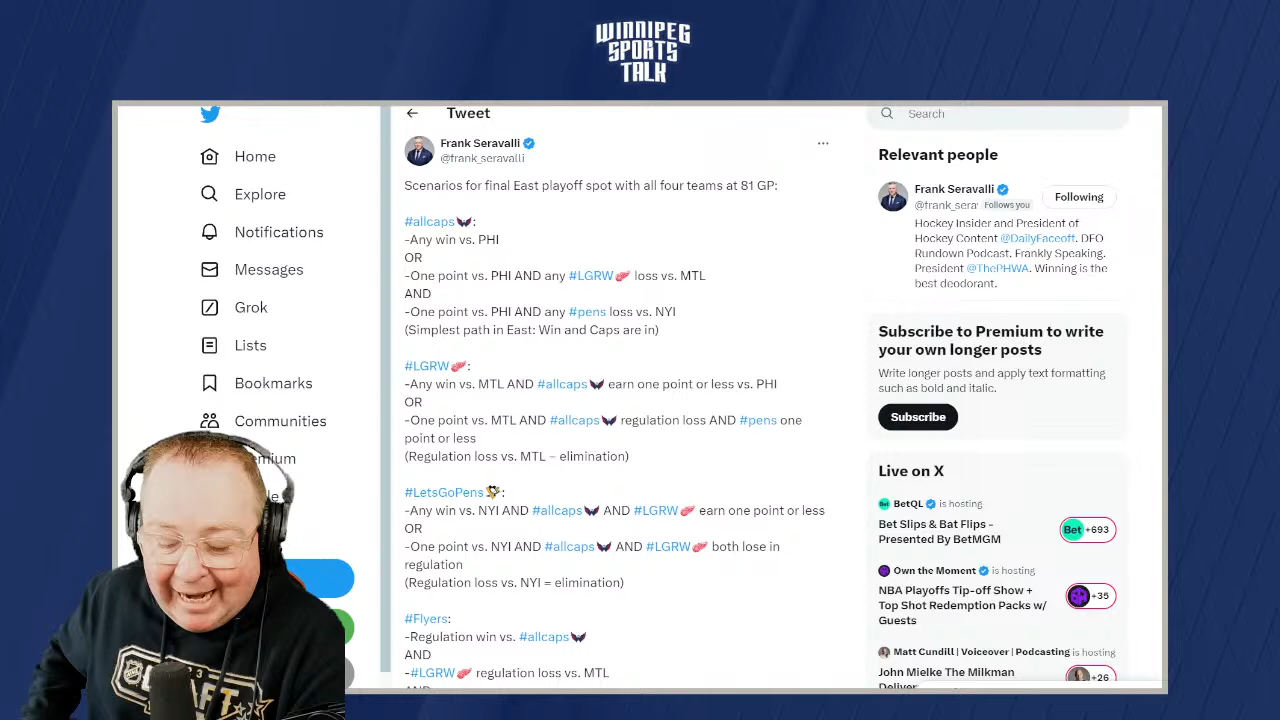 WINNIPEG
SPORTS
TALK
Tweet
Search
Home
Explore
Notifications
Messages
Grok
Lists
Bookmarks
Communities
Frank Seravalli
@frank_seravalli
Scenarios for final East playoff spot with all four teams at 81 GP:
#allcaps:
-Any win vs. PHI
OR
-One point vs. PHI AND any #LGRW loss vs. MTL
AND
-One point vs. PHI AND any #pens loss vs. NYI
(Simplest path in East: Win and Caps are in)
#LGRW:
-Any win vs. MTL AND #allcaps earn one point or less vs. PHI
OR
-One point vs. MTL AND #allcaps regulation loss AND #pens one
point or less
(Regulation loss vs. MTL = elimination)
#LetsGoPens:
-Any win vs. NYI AND #allcaps AND #LGRW earn one point or less
OR
-One point vs. NYI AND #allcaps AND #LGRW both lose in
regulation
(Regulation loss vs. NYI = elimination)
#Flyers:
-Regulation win vs. #allcaps
AND
-#LGRW regulation loss vs. MTL
AND
Relevant people
Frank Seravalli
@frank_sera Follows you
Following
Hockey Insider and President of
Hockey Content @DailyFaceoff. DFO
Rundown Podcast. Frankly Speaking.
President @ThePHWA. Winning is the
best deodorant.
Subscribe to Premium to write
your own longer posts
Write longer posts and apply text formatting
such as bold and italic.
Subscribe
Live on X
BetQL is hosting
Bet Slips & Bat Flips -
Presented By BetMGM
Bet +693
Own the Moment is hosting
NBA Playoffs Tip-off Show +
Top Shot Redemption Packs w/
Guests
+35
Matt Cundill | Voiceover | Podcasting is hosting
John Mielke The Milkman
+26